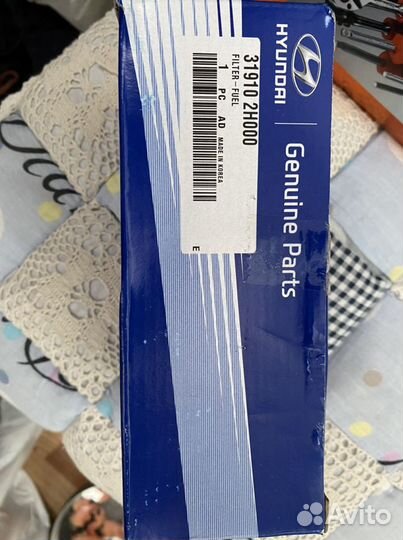 31910 2H000
FILTER-FUEL
1 PC AD MADE IN KOREA
E
HYUNDAI
Genuine Parts
Avito